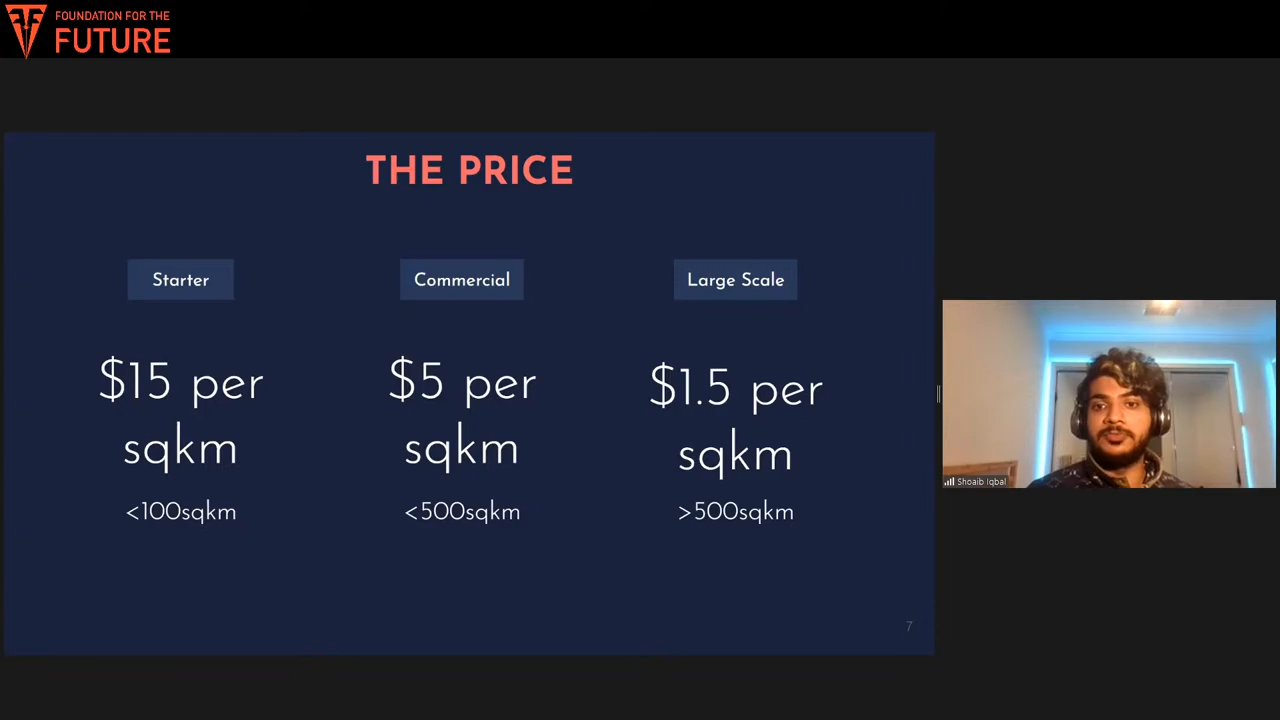 FOUNDATION FOR THE
FUTURE
THE PRICE
Starter
Commercial
Large Scale
$15 per
sqkm
<100sqkm
$5 per
sqkm
<500sqkm
$1.5 per
sqkm
>500sqkm
7
Shoaib Iqbal